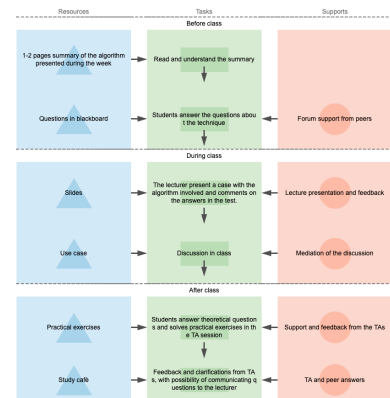 Resources
Tasks
Supports
Before class
1-2 pages summary of the algorithm
presented during the week
Read and understand the summary
Questions in blackboard
Students answer the questions abou
t the technique
Forum support from peers
During class
Slides
The lecturer present a case with the
algorithm involved and comments on
the answers in the test.
Lecture presentation and feedback
Use case
Discussion in class
Mediation of the discussion
After class
Practical exercises
Students answer theoretical question
s and solves practical exercises in th
e TA session
Support and feedback from the TAs
Study café
Feedback and clarifications from TA
s, with possibility of communicating q
uestions to the lecturer
TA and peer answers